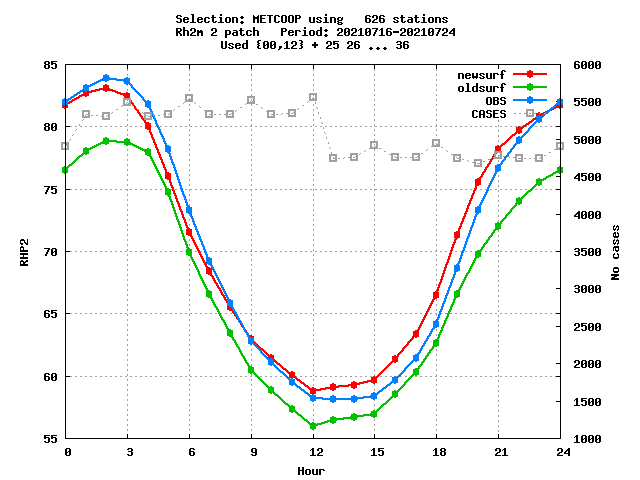 Selection: METCOOP using   626 stations
Rh2m 2 patch   Period: 20210716-20210724
Used {00,12} + 25 26 ... 36
newsurf
oldsurf
OBS
CASES
RHP2
85
80
75
70
65
60
55
6000
5500
5000
4500
4000
3500
3000
2500
2000
1500
1000
No cases
0 3 6 9 12 15 18 21 24
Hour